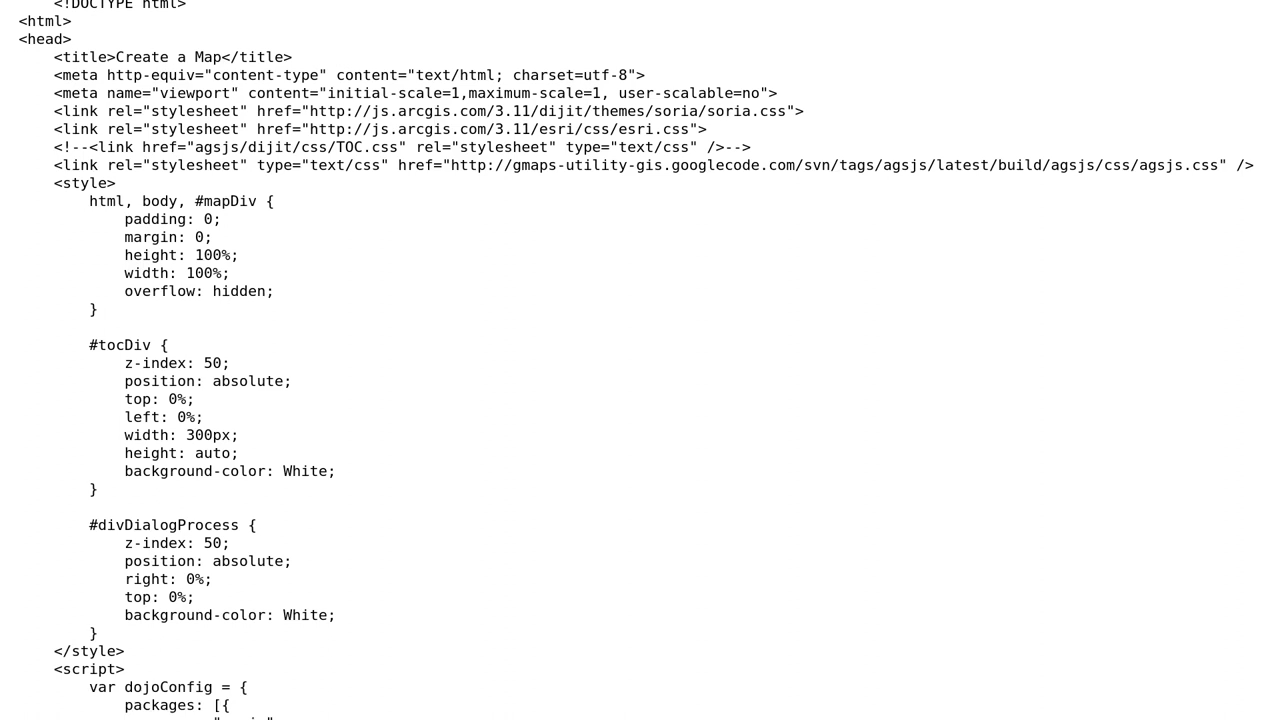 <!DOCTYPE html>
<html>
<head>
    <title>Create a Map</title>
    <meta http-equiv="content-type" content="text/html; charset=utf-8">
    <meta name="viewport" content="initial-scale=1,maximum-scale=1, user-scalable=no">
    <link rel="stylesheet" href="http://js.arcgis.com/3.11/dijit/themes/soria/soria.css">
    <link rel="stylesheet" href="http://js.arcgis.com/3.11/esri/css/esri.css">
    <!--<link href="agsjs/dijit/css/TOC.css" rel="stylesheet" type="text/css" />-->
    <link rel="stylesheet" type="text/css" href="http://gmaps-utility-gis.googlecode.com/svn/tags/agsjs/latest/build/agsjs/css/agsjs.css" />
    <style>
        html, body, #mapDiv {
            padding: 0;
            margin: 0;
            height: 100%;
            width: 100%;
            overflow: hidden;
        }

        #tocDiv {
            z-index: 50;
            position: absolute;
            top: 0%;
            left: 0%;
            width: 300px;
            height: auto;
            background-color: White;
        }

        #divDialogProcess {
            z-index: 50;
            position: absolute;
            right: 0%;
            top: 0%;
            background-color: White;
        }
    </style>
    <script>
        var dojoConfig = {
            packages: [{